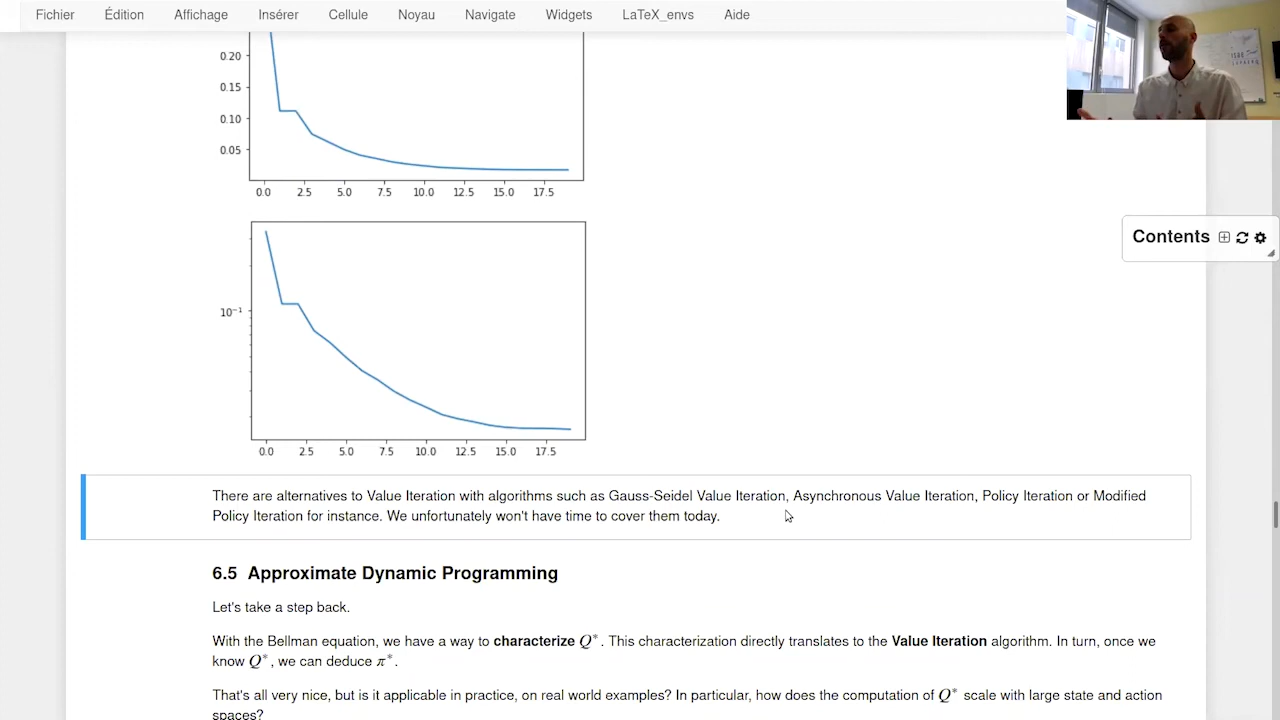 Fichier Édition Affichage Insérer Cellule Noyau Navigate Widgets LaTeX_envs Aide
0.20
0.15
0.10
0.05
0.0 2.5 5.0 7.5 10.0 12.5 15.0 17.5
Contents
10⁻¹
0.0 2.5 5.0 7.5 10.0 12.5 15.0 17.5
There are alternatives to Value Iteration with algorithms such as Gauss-Seidel Value Iteration, Asynchronous Value Iteration, Policy Iteration or Modified
Policy Iteration for instance. We unfortunately won't have time to cover them today.
6.5 Approximate Dynamic Programming
Let's take a step back.
With the Bellman equation, we have a way to characterize Q*. This characterization directly translates to the Value Iteration algorithm. In turn, once we
know Q*, we can deduce π*.
That's all very nice, but is it applicable in practice, on real world examples? In particular, how does the computation of Q* scale with large state and action
spaces?